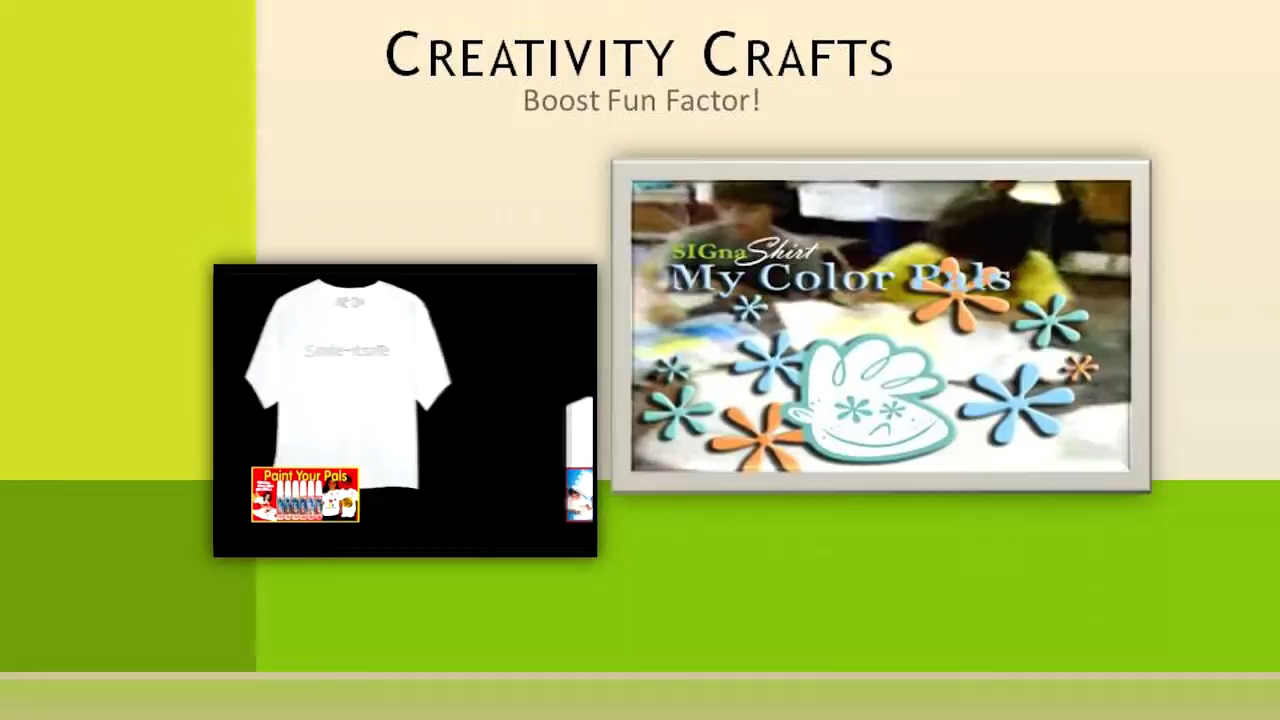 CREATIVITY CRAFTS
Boost Fun Factor!
SIGnaShirt
My Color Pals
Paint Your Pals